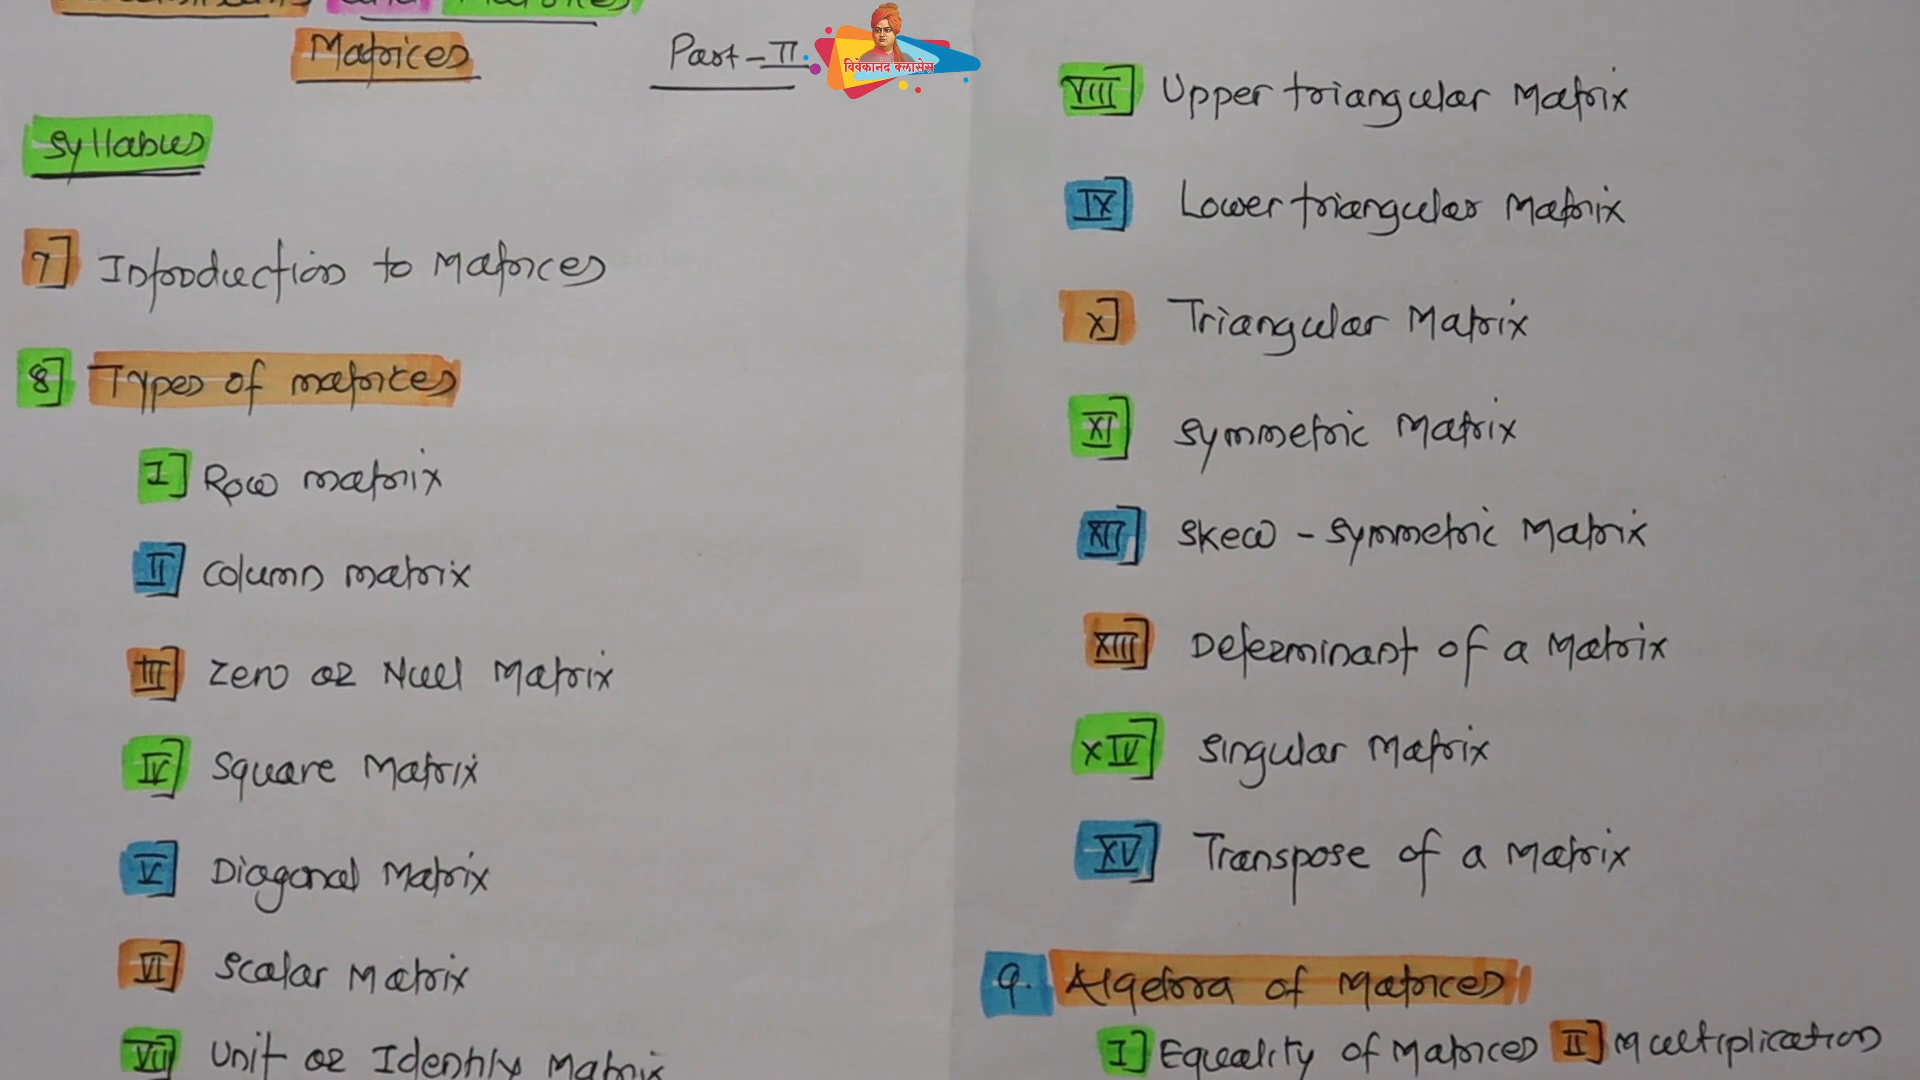 and Matrices
Matrices Part-II
विवेकानंद क्लासेस
Syllabus
7] Introduction to Matrices
8] Types of matrices
I] Row matrix
II] column matrix
III] Zero or Null Matrix
IV] Square Matrix
V] Diagonal Matrix
VI] Scalar Matrix
VII] Unit or Identity Matrix
VIII] Upper triangular Matrix
IX] Lower triangular Matrix
X] Triangular Matrix
XI] Symmetric Matrix
XII] Skew - Symmetric Matrix
XIII] Determinant of a Matrix
XIV] Singular Matrix
XV] Transpose of a Matrix
9. Algebra of Matrices
I] Equality of Matrices II] Multiplication